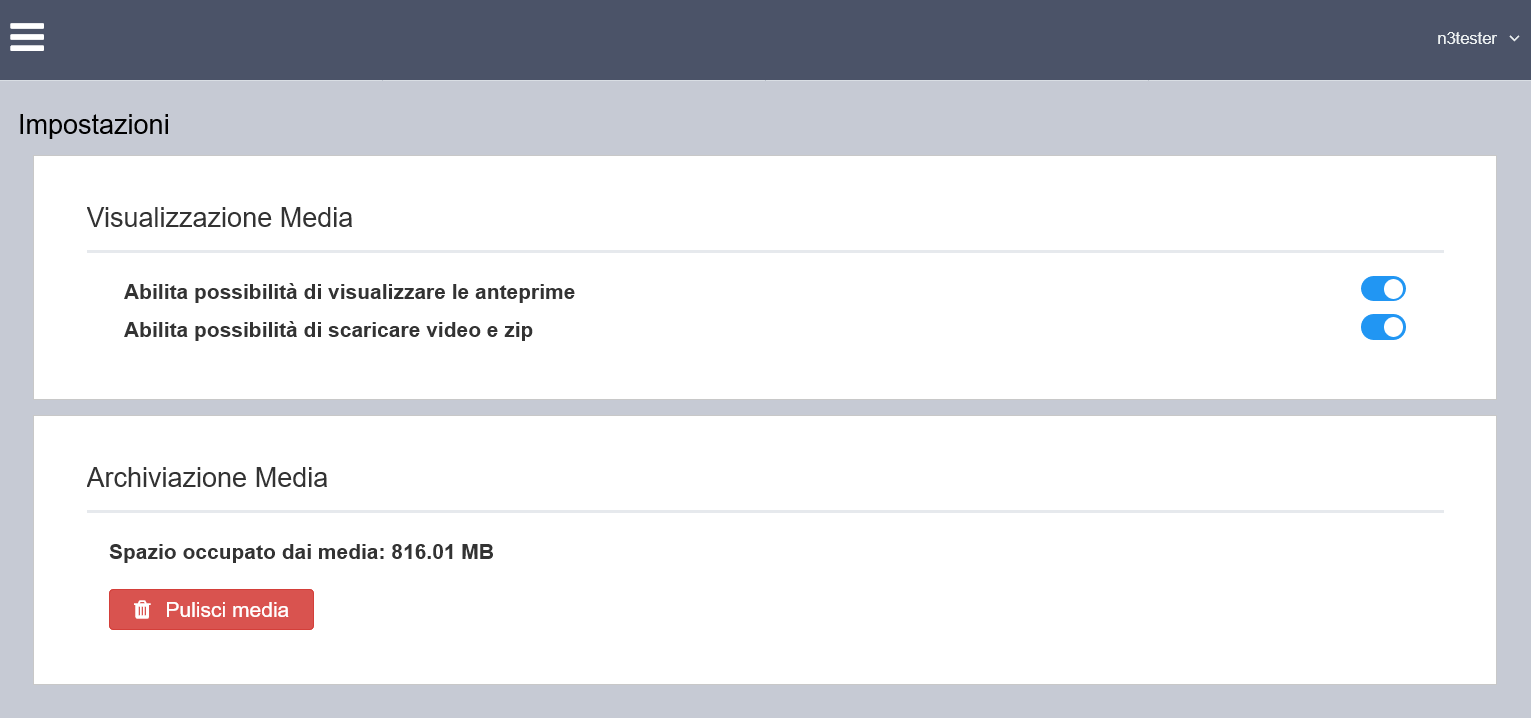 n3tester
Impostazioni
Visualizzazione Media
Abilita possibilità di visualizzare le anteprime
Abilita possibilità di scaricare video e zip
Archiviazione Media
Spazio occupato dai media: 816.01 MB
Pulisci media